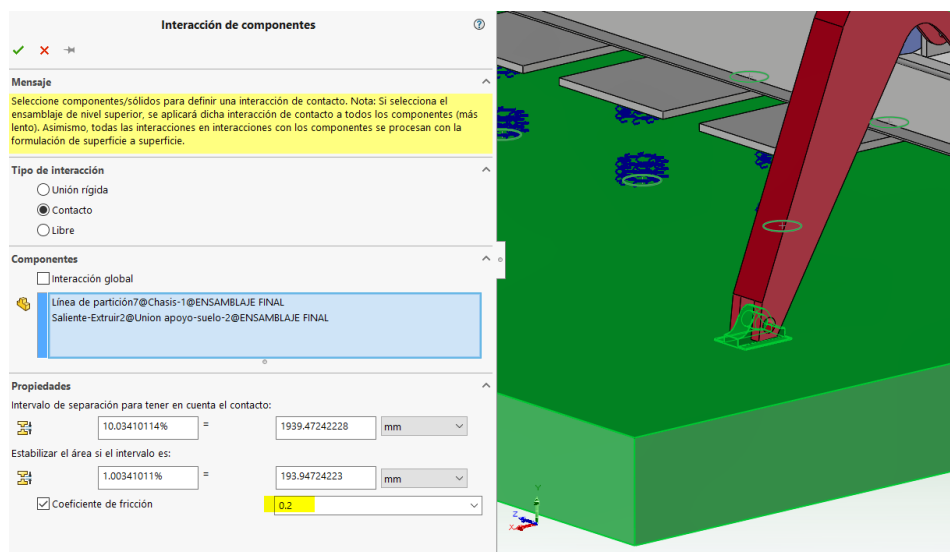 Interacción de componentes
Mensaje
Seleccione componentes/sólidos para definir una interacción de contacto. Nota: Si selecciona el
ensamblaje de nivel superior, se aplicará dicha interacción de contacto a todos los componentes (más
lento). Asimismo, todas las interacciones en interacciones con los componentes se procesan con la
formulación de superficie a superficie.
Tipo de interacción
Unión rígida
Contacto
Libre
Componentes
Interacción global
Línea de partición7@Chasis-1@ENSAMBLAJE FINAL
Saliente-Extruir2@Union apoyo-suelo-2@ENSAMBLAJE FINAL
Propiedades
Intervalo de separación para tener en cuenta el contacto:
10.03410114% = 1939.47242228 mm
Estabilizar el área si el intervalo es:
1.00341011% = 193.94724223 mm
Coeficiente de fricción 0.2
Y
Z
X